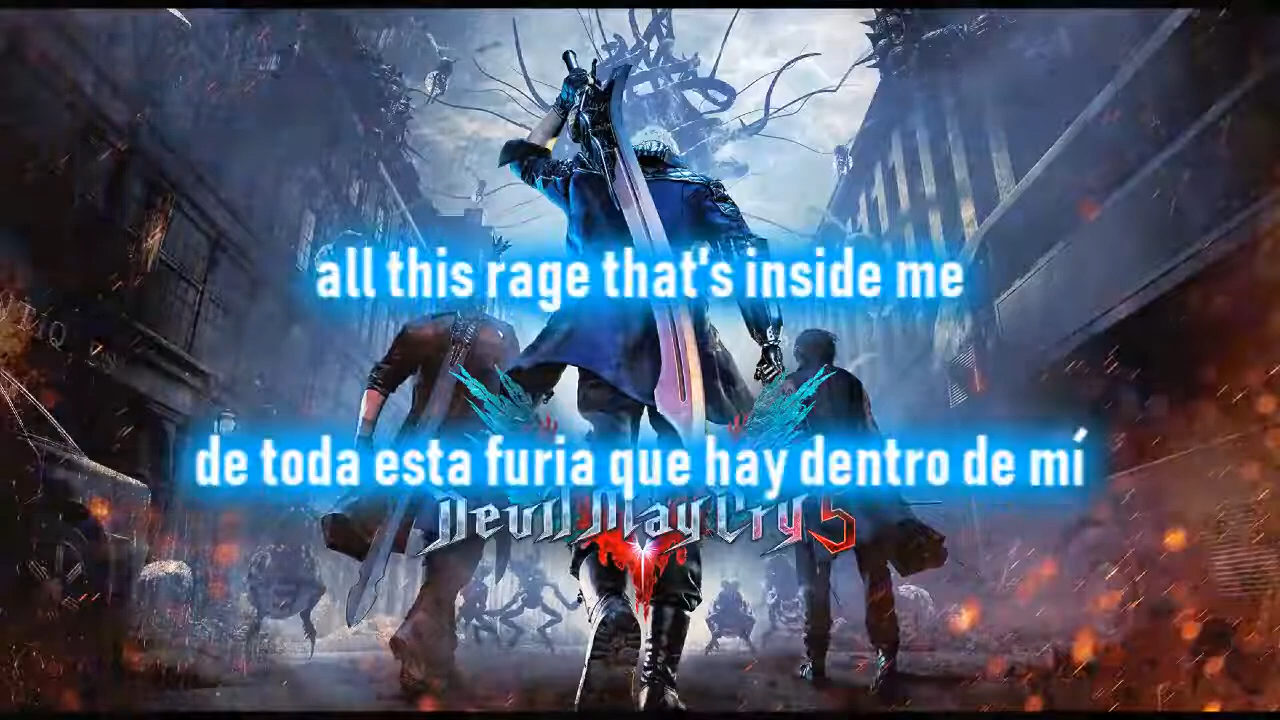 all this rage that's inside me
de toda esta furia que hay dentro de mí
Devil May Cry 5